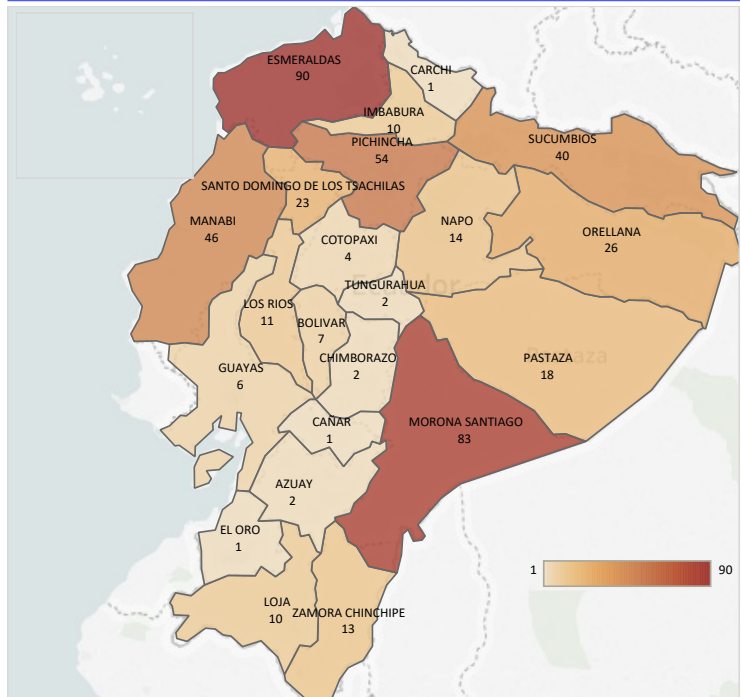 ESMERALDAS
90
CARCHI
1
IMBABURA
10
PICHINCHA
54
SUCUMBIOS
40
SANTO DOMINGO DE LOS TSACHILAS
23
MANABI
46
NAPO
14
ORELLANA
26
COTOPAXI
4
TUNGURAHUA
2
Ecuador
LOS RIOS
11
BOLIVAR
7
CHIMBORAZO
2
PASTAZA
18
Pastaza
GUAYAS
6
CAÑAR
1
MORONA SANTIAGO
83
AZUAY
2
EL ORO
1
LOJA
10
ZAMORA CHINCHIPE
13
1
90